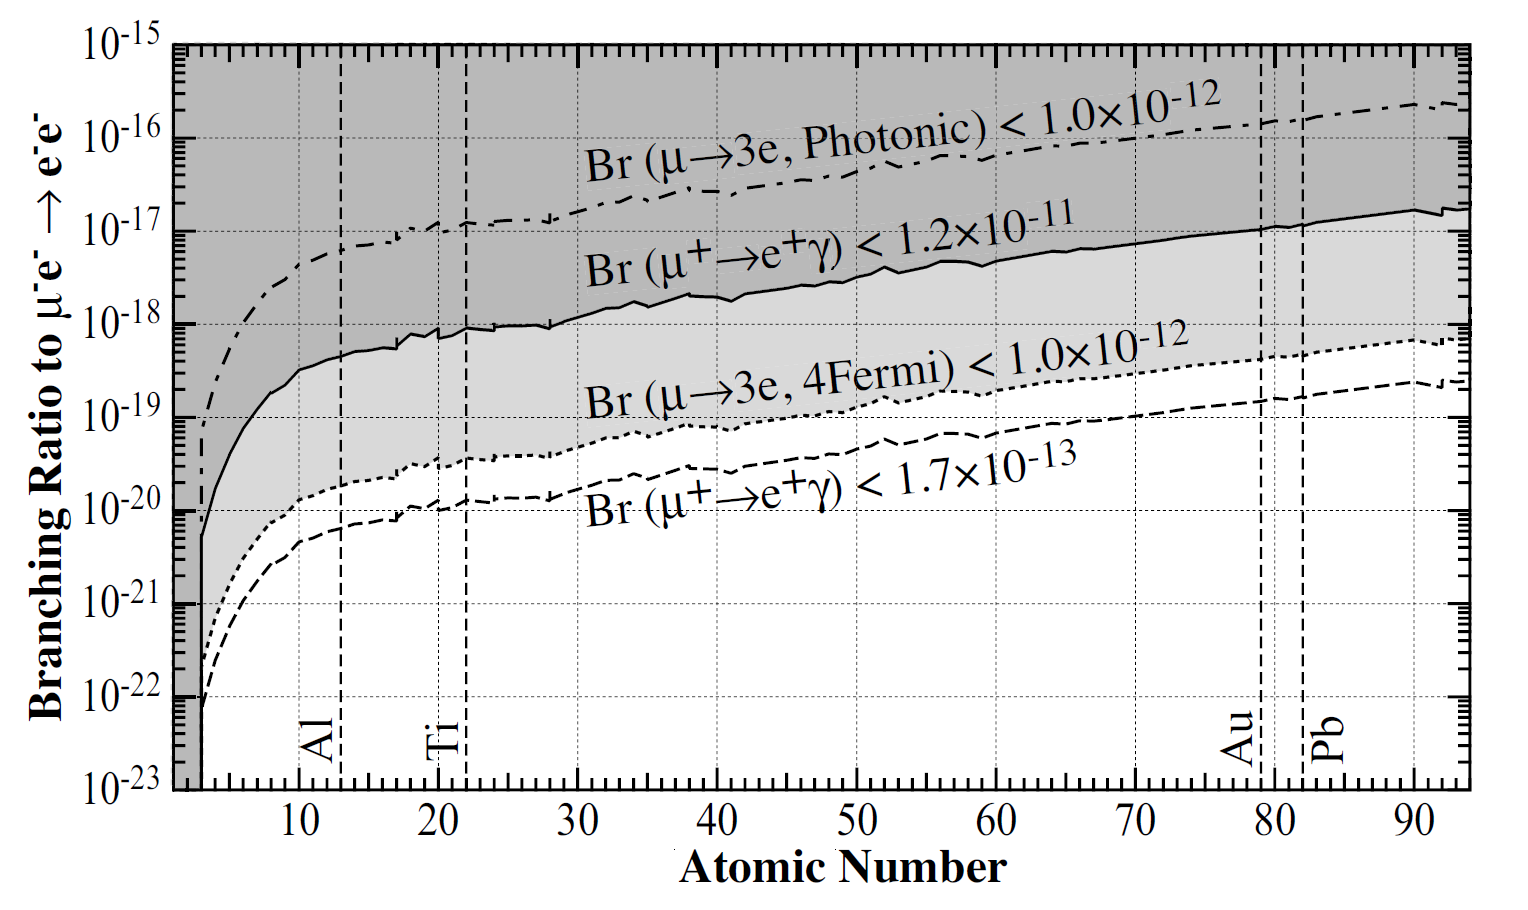 Branching Ratio to μ⁻e⁻ → e⁻e⁻
10⁻¹⁵
10⁻¹⁶
10⁻¹⁷
10⁻¹⁸
10⁻¹⁹
10⁻²⁰
10⁻²¹
10⁻²²
10⁻²³
Br (μ→3e, Photonic) < 1.0×10⁻¹²
Br (μ⁺→e⁺γ) < 1.2×10⁻¹¹
Br (μ→3e, 4Fermi) < 1.0×10⁻¹²
Br (μ⁺→e⁺γ) < 1.7×10⁻¹³
Al
Ti
Au
Pb
10 20 30 40 50 60 70 80 90
Atomic Number